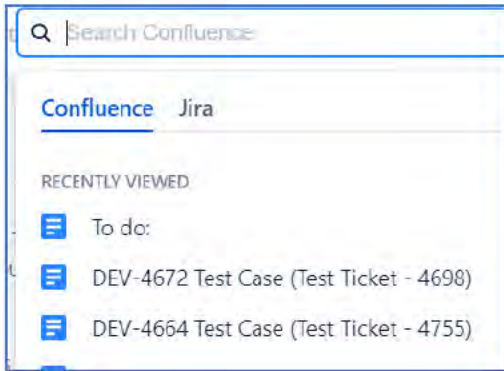 Search Confluence
Confluence Jira
RECENTLY VIEWED
To do:
DEV-4672 Test Case (Test Ticket - 4698)
DEV-4664 Test Case (Test Ticket - 4755)